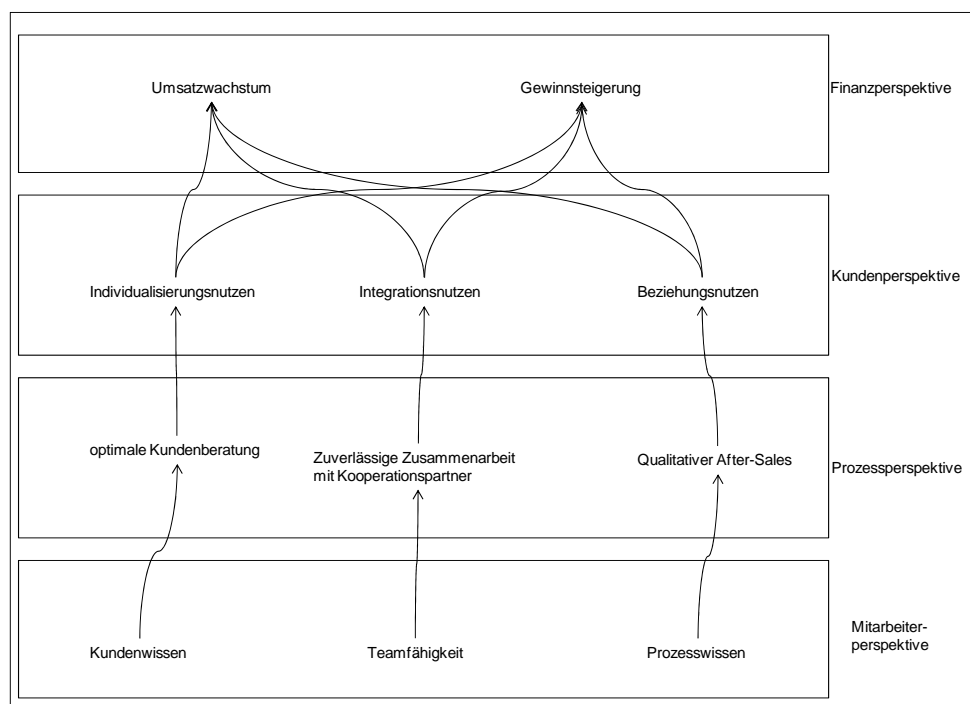 Umsatzwachstum
Gewinnsteigerung
Finanzperspektive
Individualisierungsnutzen
Integrationsnutzen
Beziehungsnutzen
Kundenperspektive
optimale Kundenberatung
Zuverlässige Zusammenarbeit
mit Kooperationspartner
Qualitativer After-Sales
Prozessperspektive
Kundenwissen
Teamfähigkeit
Prozesswissen
Mitarbeiter-
perspektive